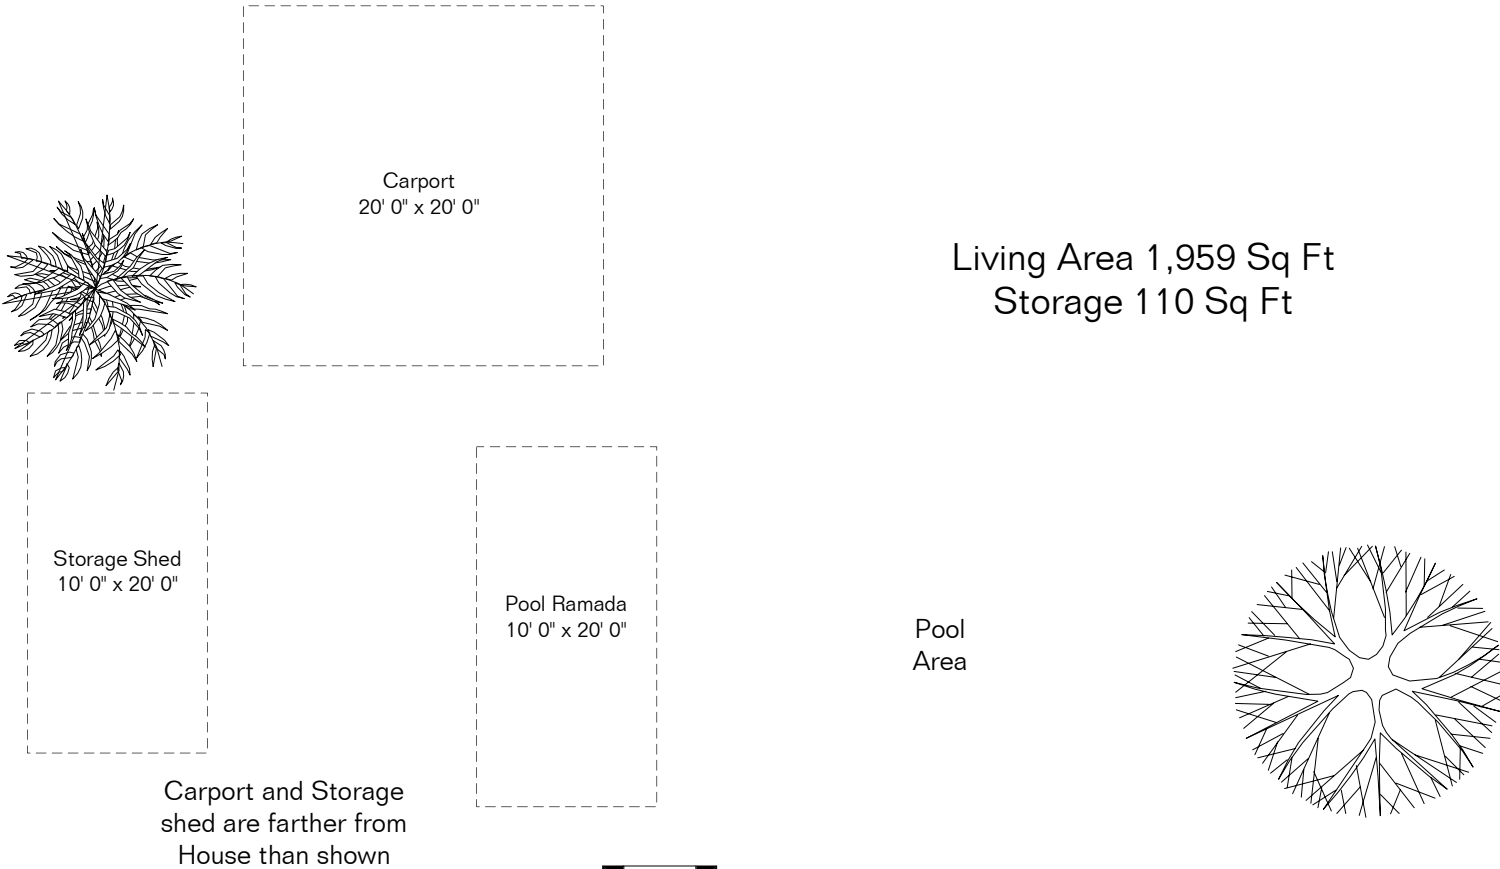 Carport
20' 0" x 20' 0"
Living Area 1,959 Sq Ft
Storage 110 Sq Ft
Storage Shed
10' 0" x 20' 0"
Pool Ramada
10' 0" x 20' 0"
Pool
Area
Carport and Storage
shed are farther from
House than shown